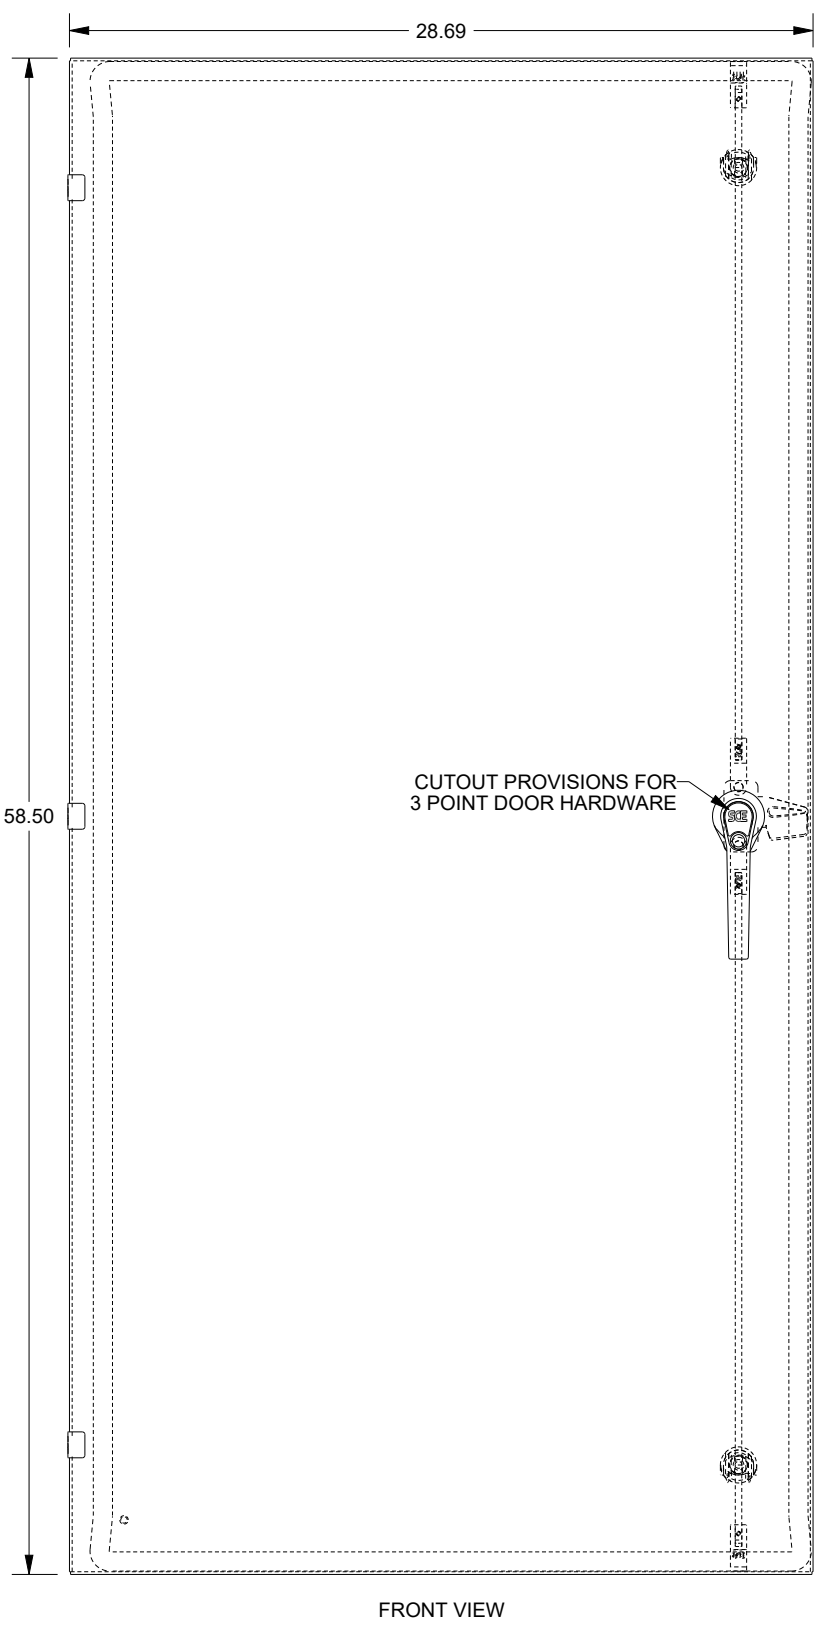 28.69
58.50
CUTOUT PROVISIONS FOR
3 POINT DOOR HARDWARE
SCE
FRONT VIEW